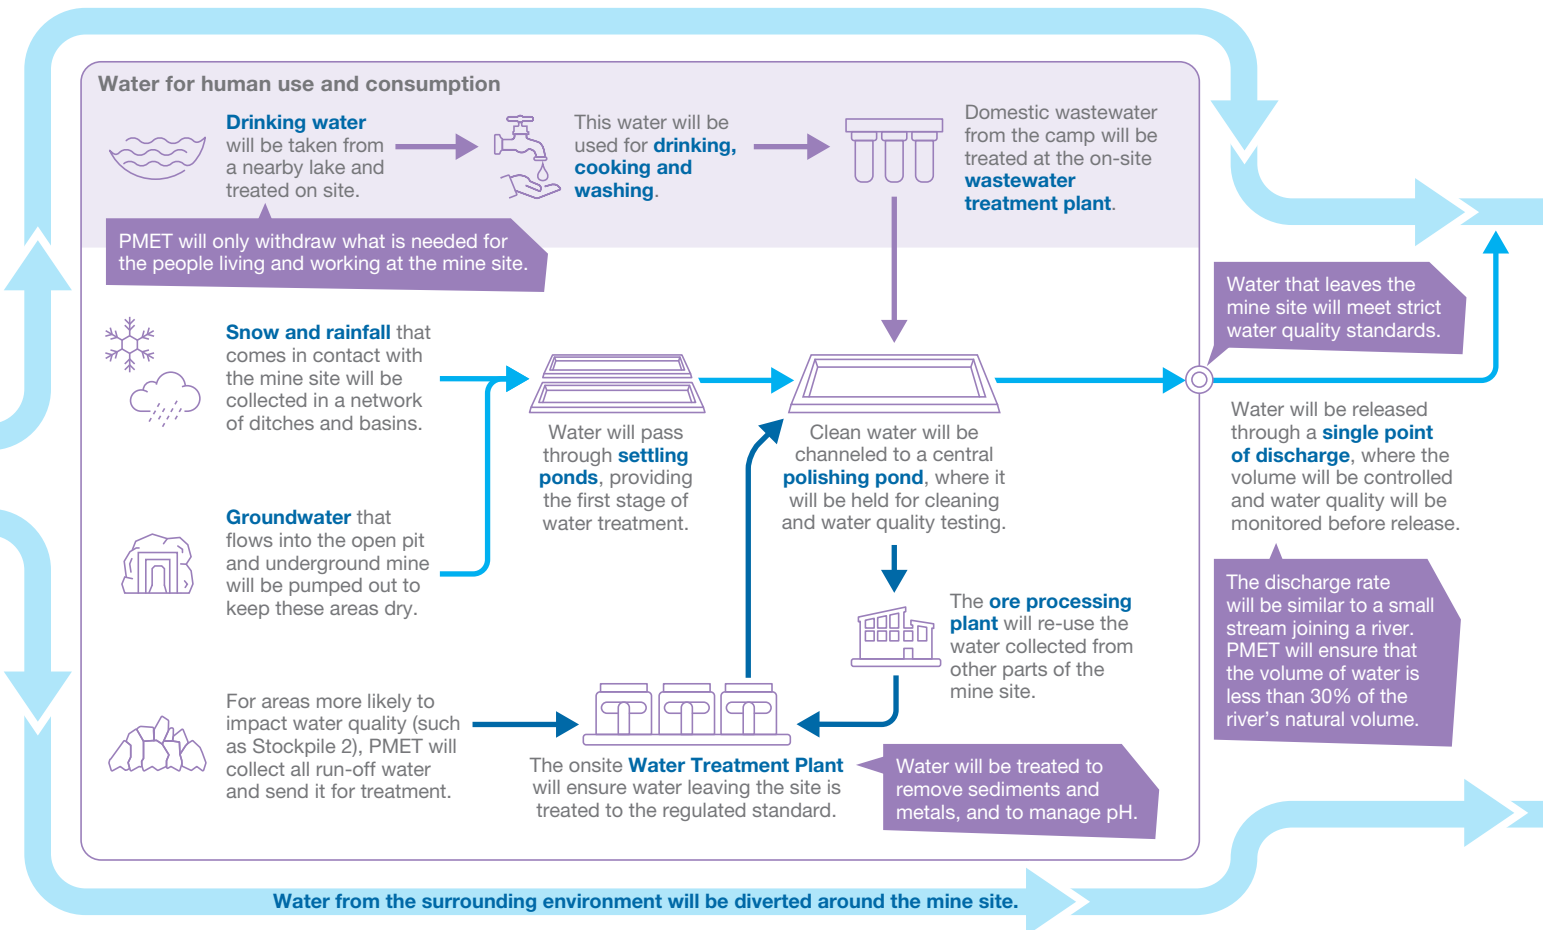 Water for human use and consumption
Drinking water
will be taken from
a nearby lake and
treated on site.
This water will be
used for drinking,
cooking and
washing.
Domestic wastewater
from the camp will be
treated at the on-site
wastewater
treatment plant.
PMET will only withdraw what is needed for
the people living and working at the mine site.
Snow and rainfall that
comes in contact with
the mine site will be
collected in a network
of ditches and basins.
Groundwater that
flows into the open pit
and underground mine
will be pumped out to
keep these areas dry.
Water will pass
through settling
ponds, providing
the first stage of
water treatment.
Clean water will be
channeled to a central
polishing pond, where it
will be held for cleaning
and water quality testing.
Water that leaves the
mine site will meet strict
water quality standards.
Water will be released
through a single point
of discharge, where the
volume will be controlled
and water quality will be
monitored before release.
The discharge rate
will be similar to a small
stream joining a river.
PMET will ensure that
the volume of water is
less than 30% of the
river's natural volume.
The ore processing
plant will re-use the
water collected from
other parts of the
mine site.
For areas more likely to
impact water quality (such
as Stockpile 2), PMET will
collect all run-off water
and send it for treatment.
The onsite Water Treatment Plant
will ensure water leaving the site is
treated to the regulated standard.
Water will be treated to
remove sediments and
metals, and to manage pH.
Water from the surrounding environment will be diverted around the mine site.